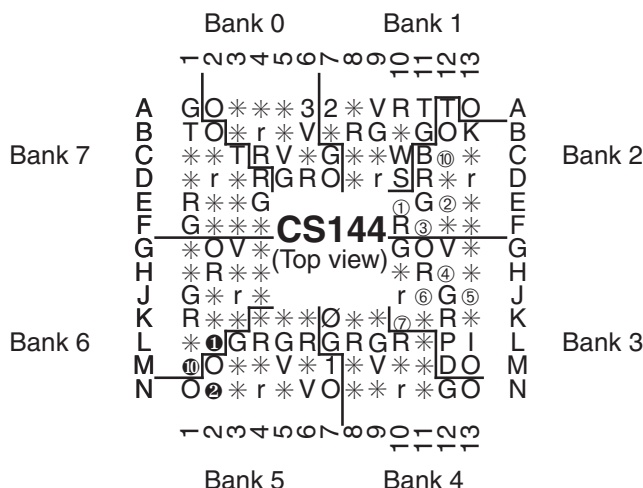 Bank 0 Bank 1
1 2 3 4 5 6 7 8 9 10 11 12 13
A G O ✳ ✳ ✳ 3 2 ✳ V R T T O A
B T O ✳ r ✳ V ✳ R G ✳ G O K B
Bank 7 C ✳ ✳ T R V ✳ G ✳ ✳ W B ⑩ ✳ C Bank 2
D ✳ r ✳ R G R O ✳ r S R ✳ r D
E R ✳ ✳ G ① G ② ✳ E
F G ✳ ✳ ✳ CS144 R ③ ✳ ✳ F
G ✳ O V ✳ (Top view) G O V ✳ G
H ✳ R ✳ ✳ ✳ R ④ ✳ H
J G ✳ r ✳ r ⑥ G ⑤ J
K R ✳ ✳ ✳ ✳ ✳ Ø ✳ ✳ ⑦ ✳ R ✳ K
Bank 6 L ✳ ❶ G R G R G R G R ✳ P I L Bank 3
M ❿ O ✳ ✳ V ✳ 1 ✳ V ✳ ✳ D O M
N O ❷ ✳ r ✳ V O ✳ ✳ r ✳ G O N
1 2 3 4 5 6 7 8 9 10 11 12 13
Bank 5 Bank 4